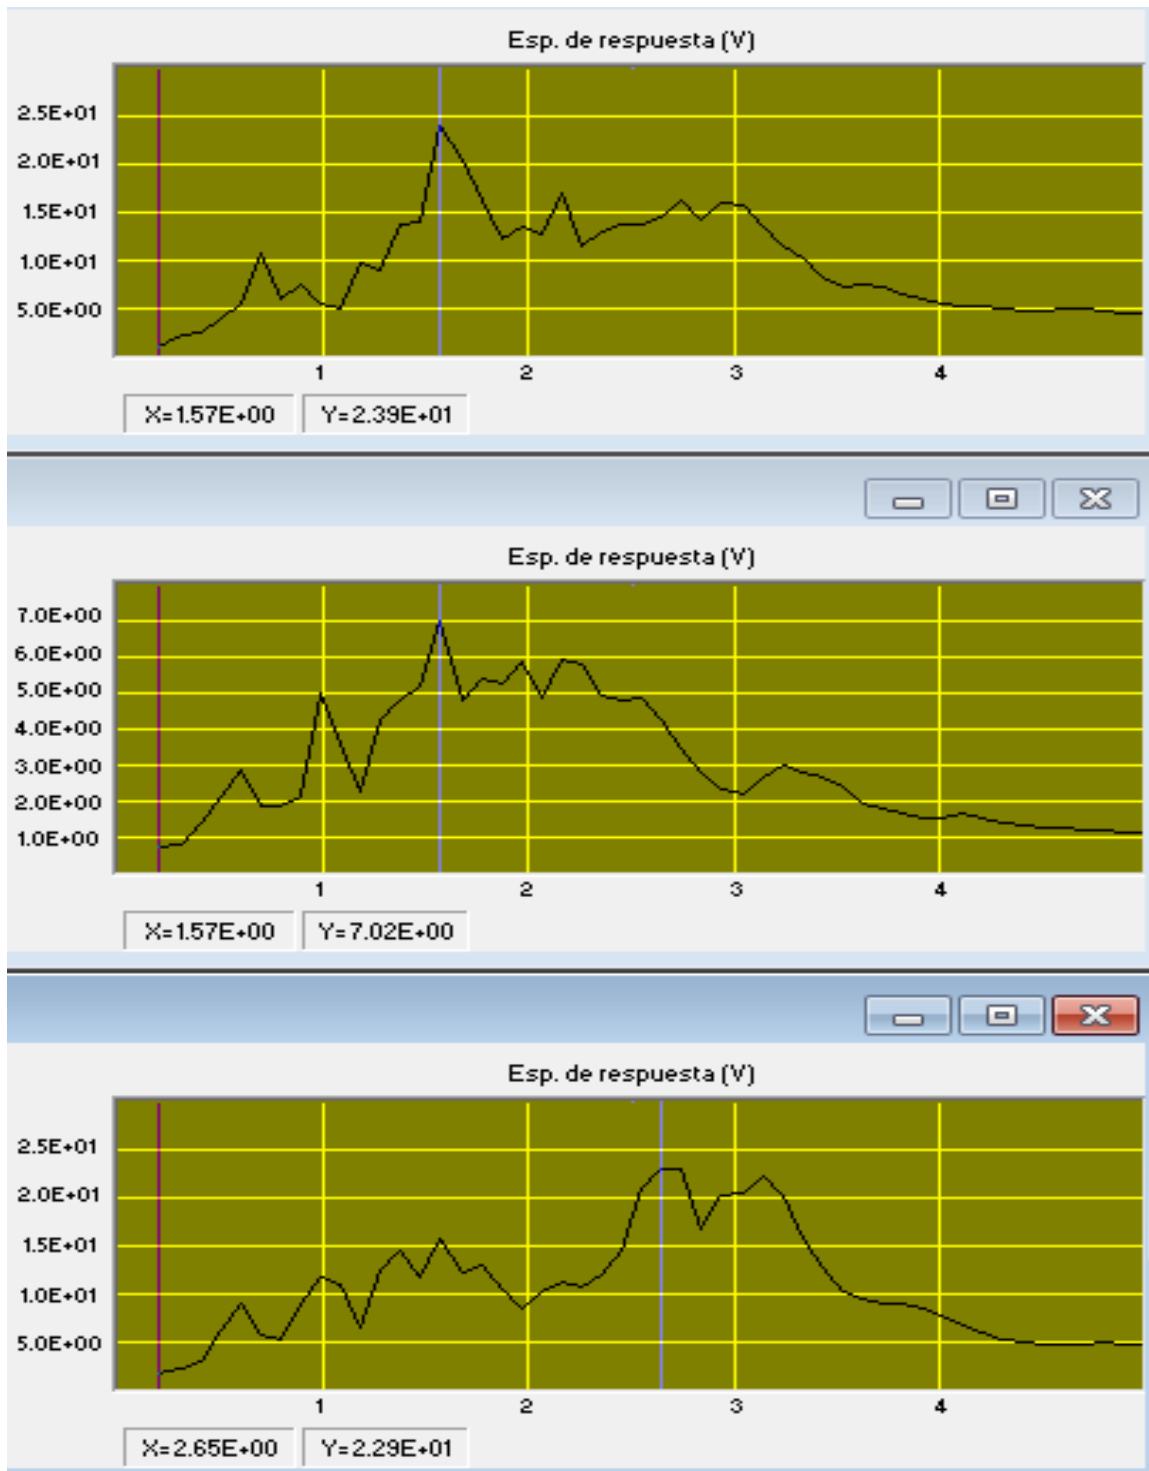 Esp. de respuesta (V)
2.5E+01
2.0E+01
1.5E+01
1.0E+01
5.0E+00
1 2 3 4
X=1.57E+00 Y=2.39E+01
Esp. de respuesta (V)
7.0E+00
6.0E+00
5.0E+00
4.0E+00
3.0E+00
2.0E+00
1.0E+00
1 2 3 4
X=1.57E+00 Y=7.02E+00
Esp. de respuesta (V)
2.5E+01
2.0E+01
1.5E+01
1.0E+01
5.0E+00
1 2 3 4
X=2.65E+00 Y=2.29E+01